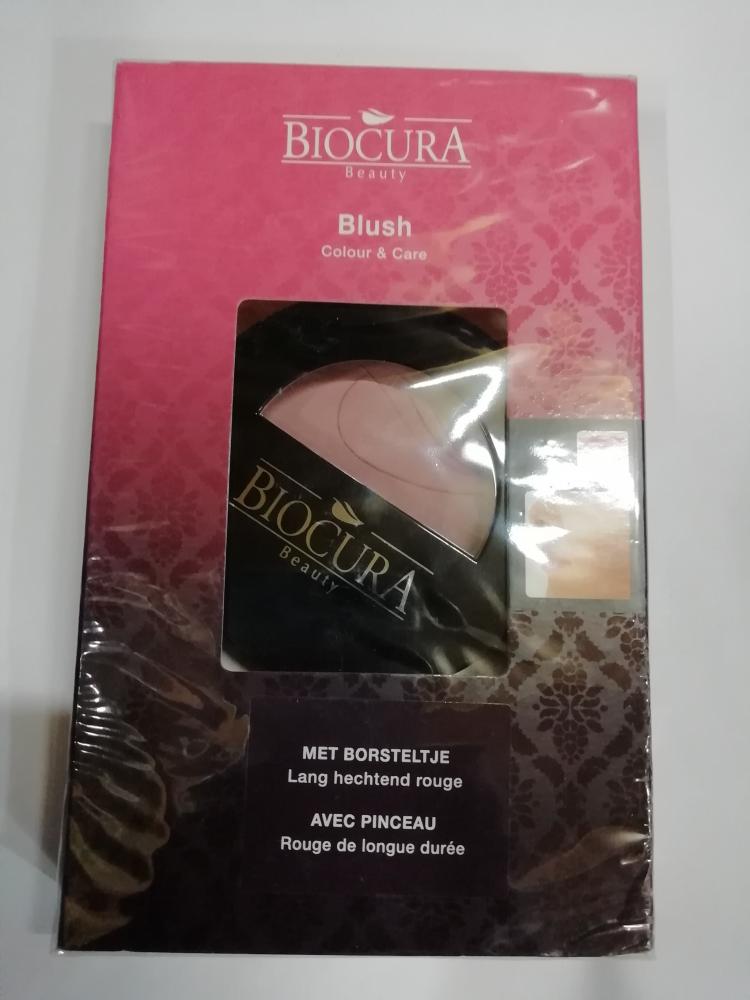 BIOCURA
Beauty
Blush
Colour & Care
BIOCURA
Beauty
MET BORSTELTJE
Lang hechtend rouge
AVEC PINCEAU
Rouge de longue durée